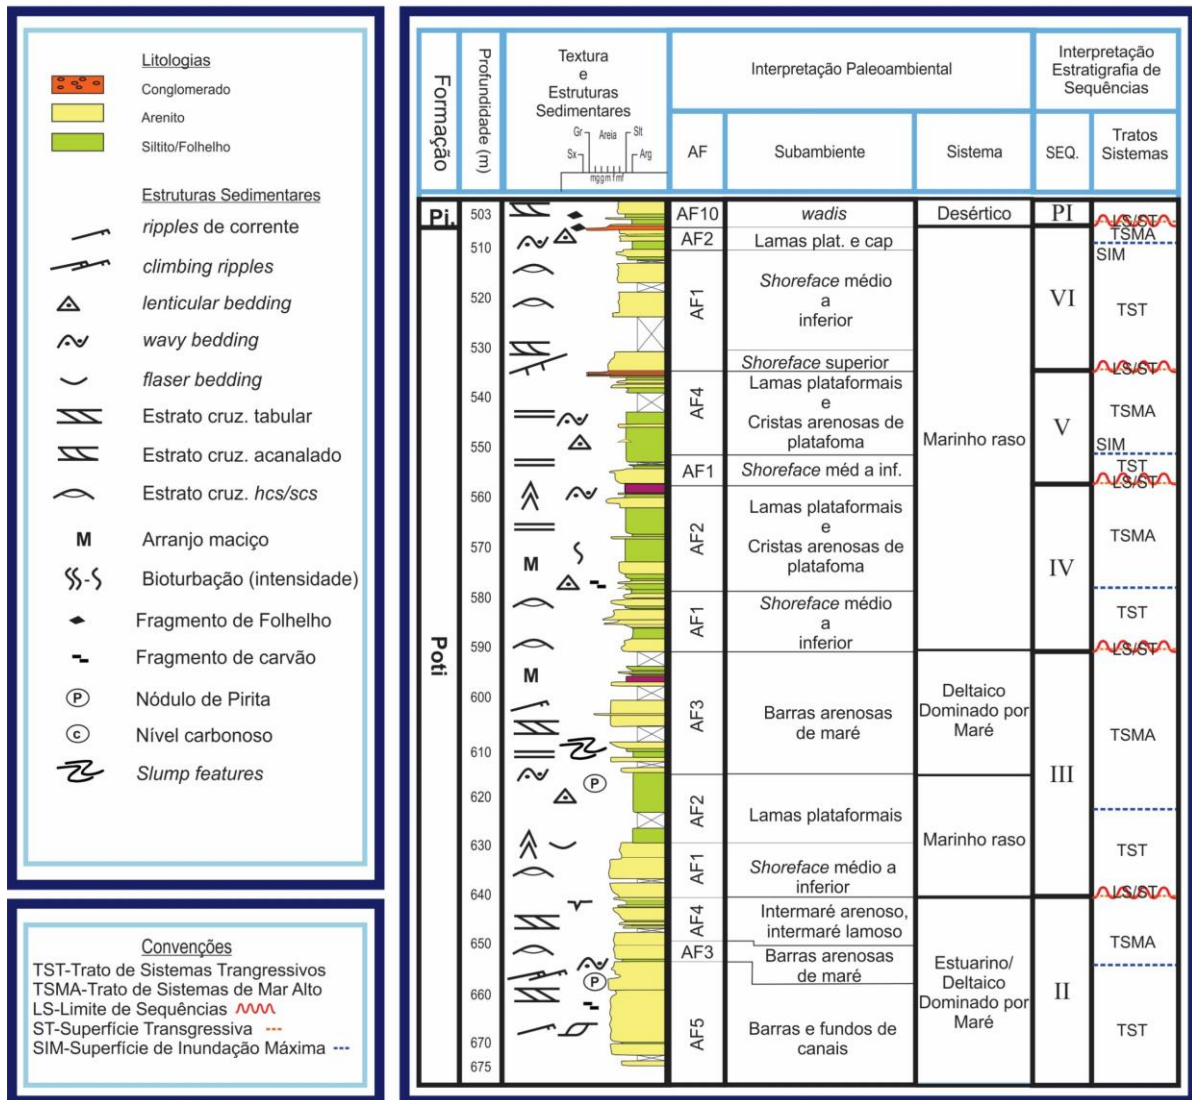 Litologias
Conglomerado
Arenito
Siltito/Folhelho
Estruturas Sedimentares
ripples de corrente
climbing ripples
lenticular bedding
wavy bedding
flaser bedding
Estrato cruz. tabular
Estrato cruz. acanalado
Estrato cruz. hcs/scs
M Arranjo maciço
Bioturbação (intensidade)
Fragmento de Folhelho
Fragmento de carvão
P Nódulo de Pirita
c Nível carbonoso
Slump features
Convenções
TST-Trato de Sistemas Trangressivos
TSMA-Trato de Sistemas de Mar Alto
LS-Limite de Sequências
ST-Superfície Transgressiva
SIM-Superfície de Inundação Máxima
Formação
Profundidade (m)
Textura
e
Estruturas
Sedimentares
Gr Areia Slt
Sx Arg
mg g m f mf
Interpretação Paleoambiental
AF
Subambiente
Sistema
Interpretação
Estratigrafia de
Sequências
SEQ.
Tratos
Sistemas
Pi.
Poti
503
510
520
530
540
550
560
570
580
590
600
610
620
630
640
650
660
670
675
M
M
P
P
AF10
AF2
AF1
AF4
AF1
AF2
AF1
AF3
AF2
AF1
AF4
AF3
AF5
wadis
Lamas plat. e cap
Shoreface médio
a
inferior
Shoreface superior
Lamas plataformais
e
Cristas arenosas de
platafoma
Shoreface méd a inf.
Lamas plataformais
e
Cristas arenosas de
platafoma
Shoreface médio
a
inferior
Barras arenosas
de maré
Lamas plataformais
Shoreface médio a
inferior
Intermaré arenoso,
intermaré lamoso
Barras arenosas
de maré
Barras e fundos de
canais
Desértico
Marinho raso
Deltaico
Dominado por
Maré
Marinho raso
Estuarino/
Deltaico
Dominado por
Maré
PI
VI
V
IV
III
II
LS/ST
TSMA
SIM
TST
LS/ST
TSMA
SIM
TST
LS/ST
TSMA
TST
LS/ST
TSMA
TST
LS/ST
TSMA
TST